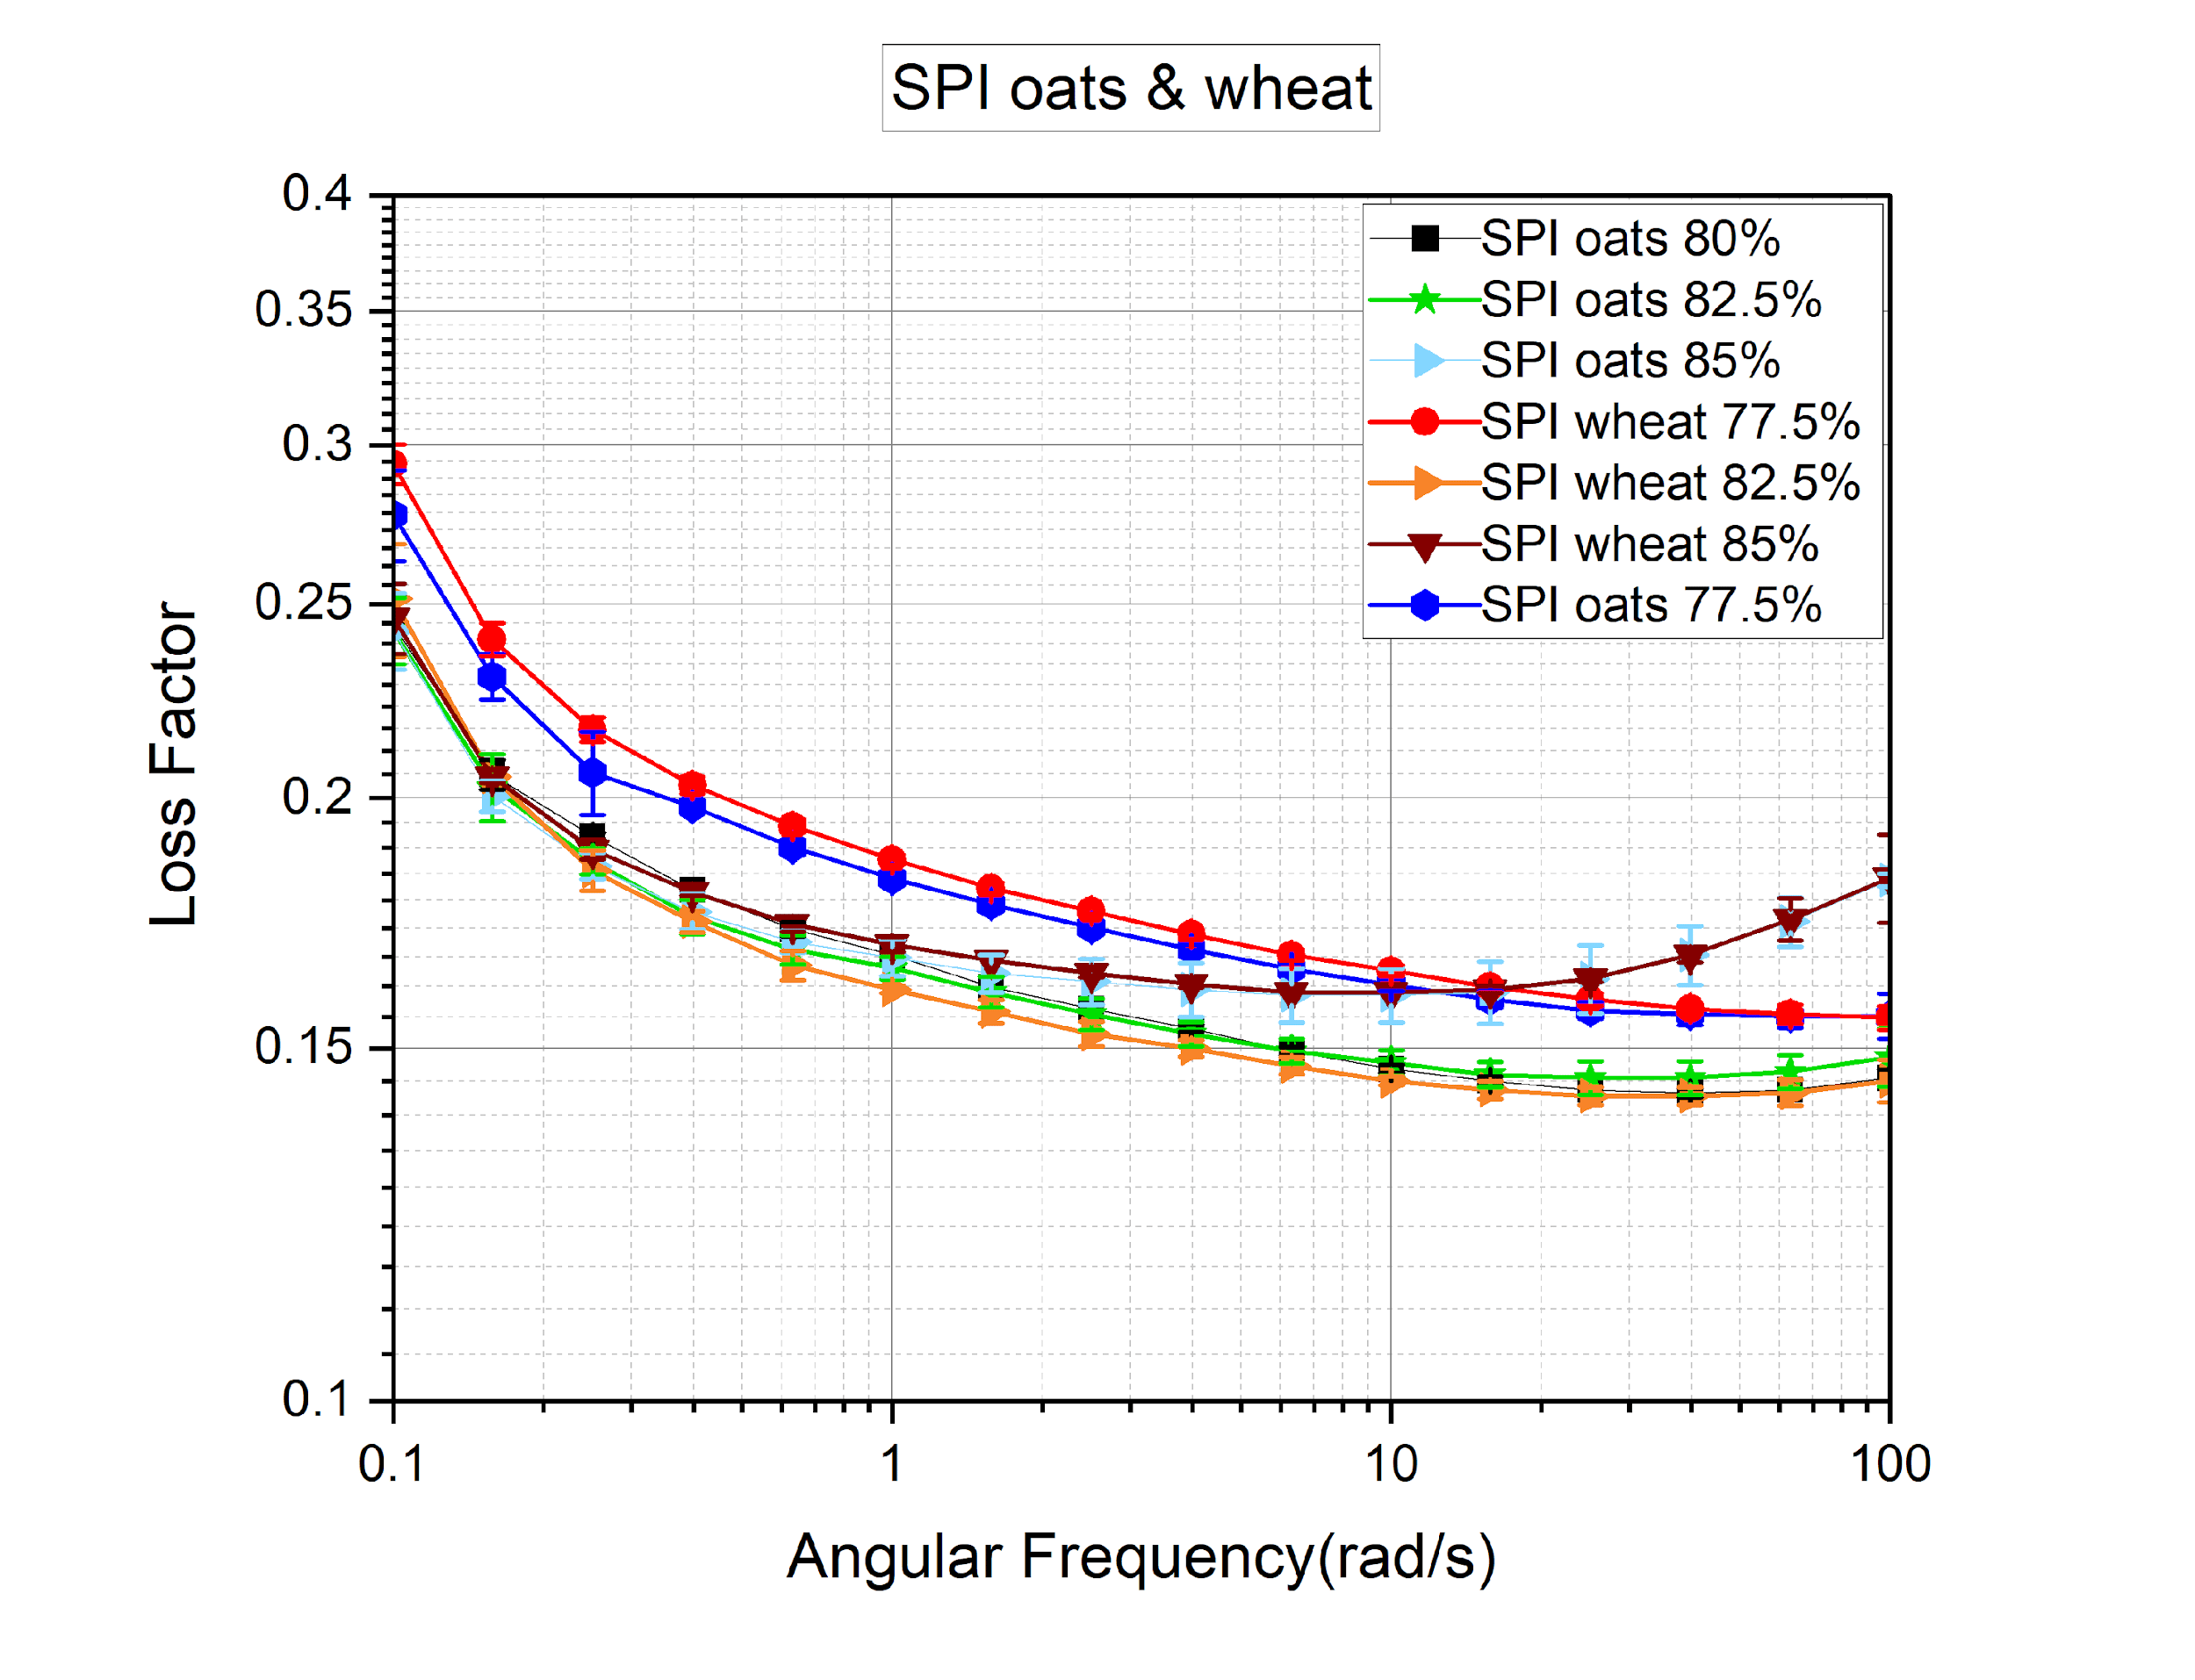 SPI oats & wheat
0.4
0.35
0.3
0.25
0.2
0.15
0.1
Loss Factor
SPI oats 80%
SPI oats 82.5%
SPI oats 85%
SPI wheat 77.5%
SPI wheat 82.5%
SPI wheat 85%
SPI oats 77.5%
0.1 1 10 100
Angular Frequency(rad/s)